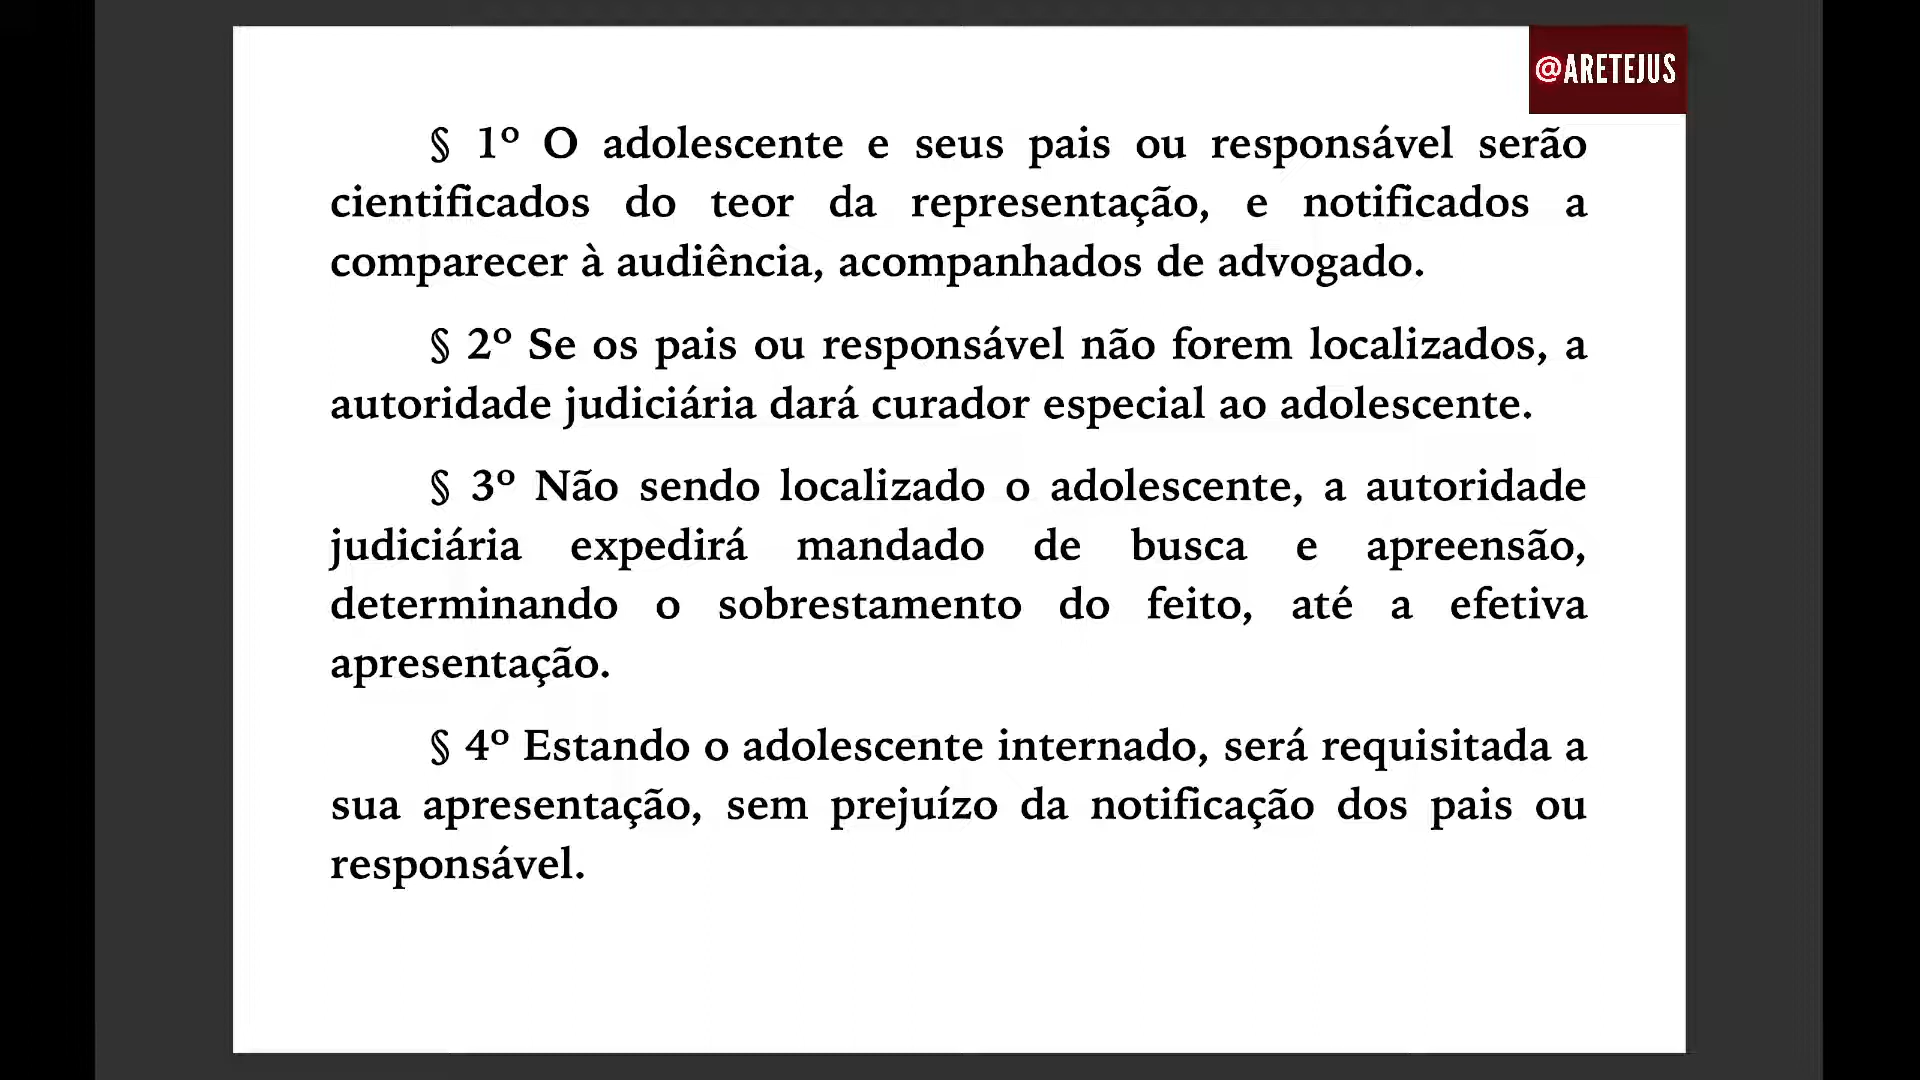 @ARETEJUS
§ 1º O adolescente e seus pais ou responsável serão
cientificados do teor da representação, e notificados a
comparecer à audiência, acompanhados de advogado.
§ 2º Se os pais ou responsável não forem localizados, a
autoridade judiciária dará curador especial ao adolescente.
§ 3º Não sendo localizado o adolescente, a autoridade
judiciária expedirá mandado de busca e apreensão,
determinando o sobrestamento do feito, até a efetiva
apresentação.
§ 4º Estando o adolescente internado, será requisitada a
sua apresentação, sem prejuízo da notificação dos pais ou
responsável.